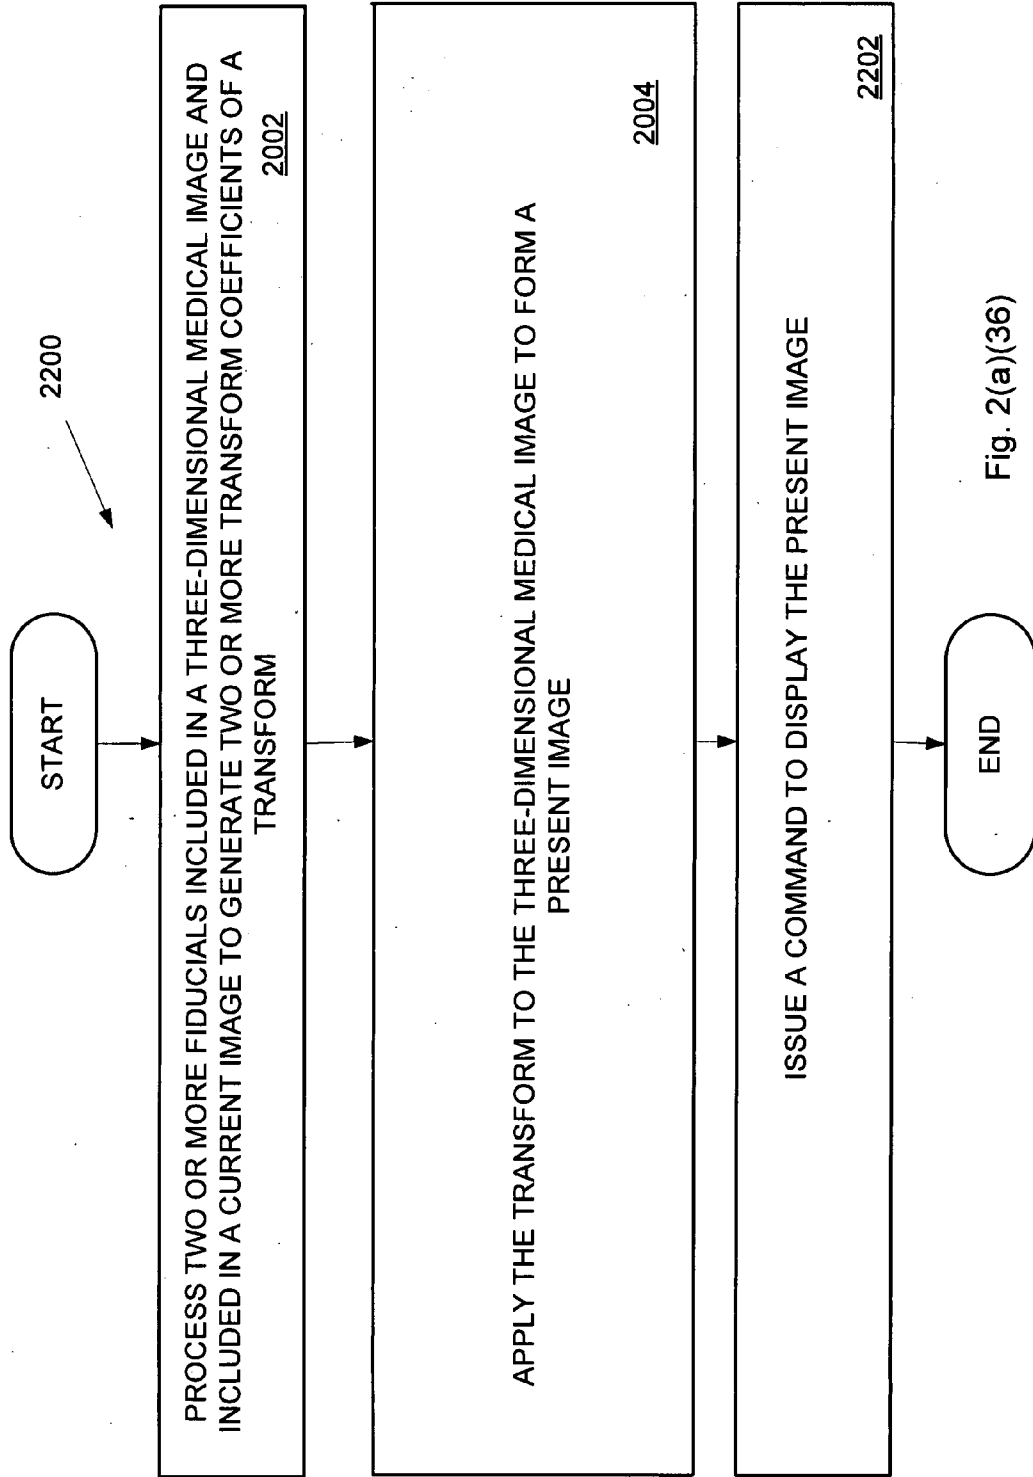 2200
START
PROCESS TWO OR MORE FIDUCIALS INCLUDED IN A THREE-DIMENSIONAL MEDICAL IMAGE AND
INCLUDED IN A CURRENT IMAGE TO GENERATE TWO OR MORE TRANSFORM COEFFICIENTS OF A
TRANSFORM
2002
APPLY THE TRANSFORM TO THE THREE-DIMENSIONAL MEDICAL IMAGE TO FORM A
PRESENT IMAGE
2004
ISSUE A COMMAND TO DISPLAY THE PRESENT IMAGE
2202
END
Fig. 2(a)(36)